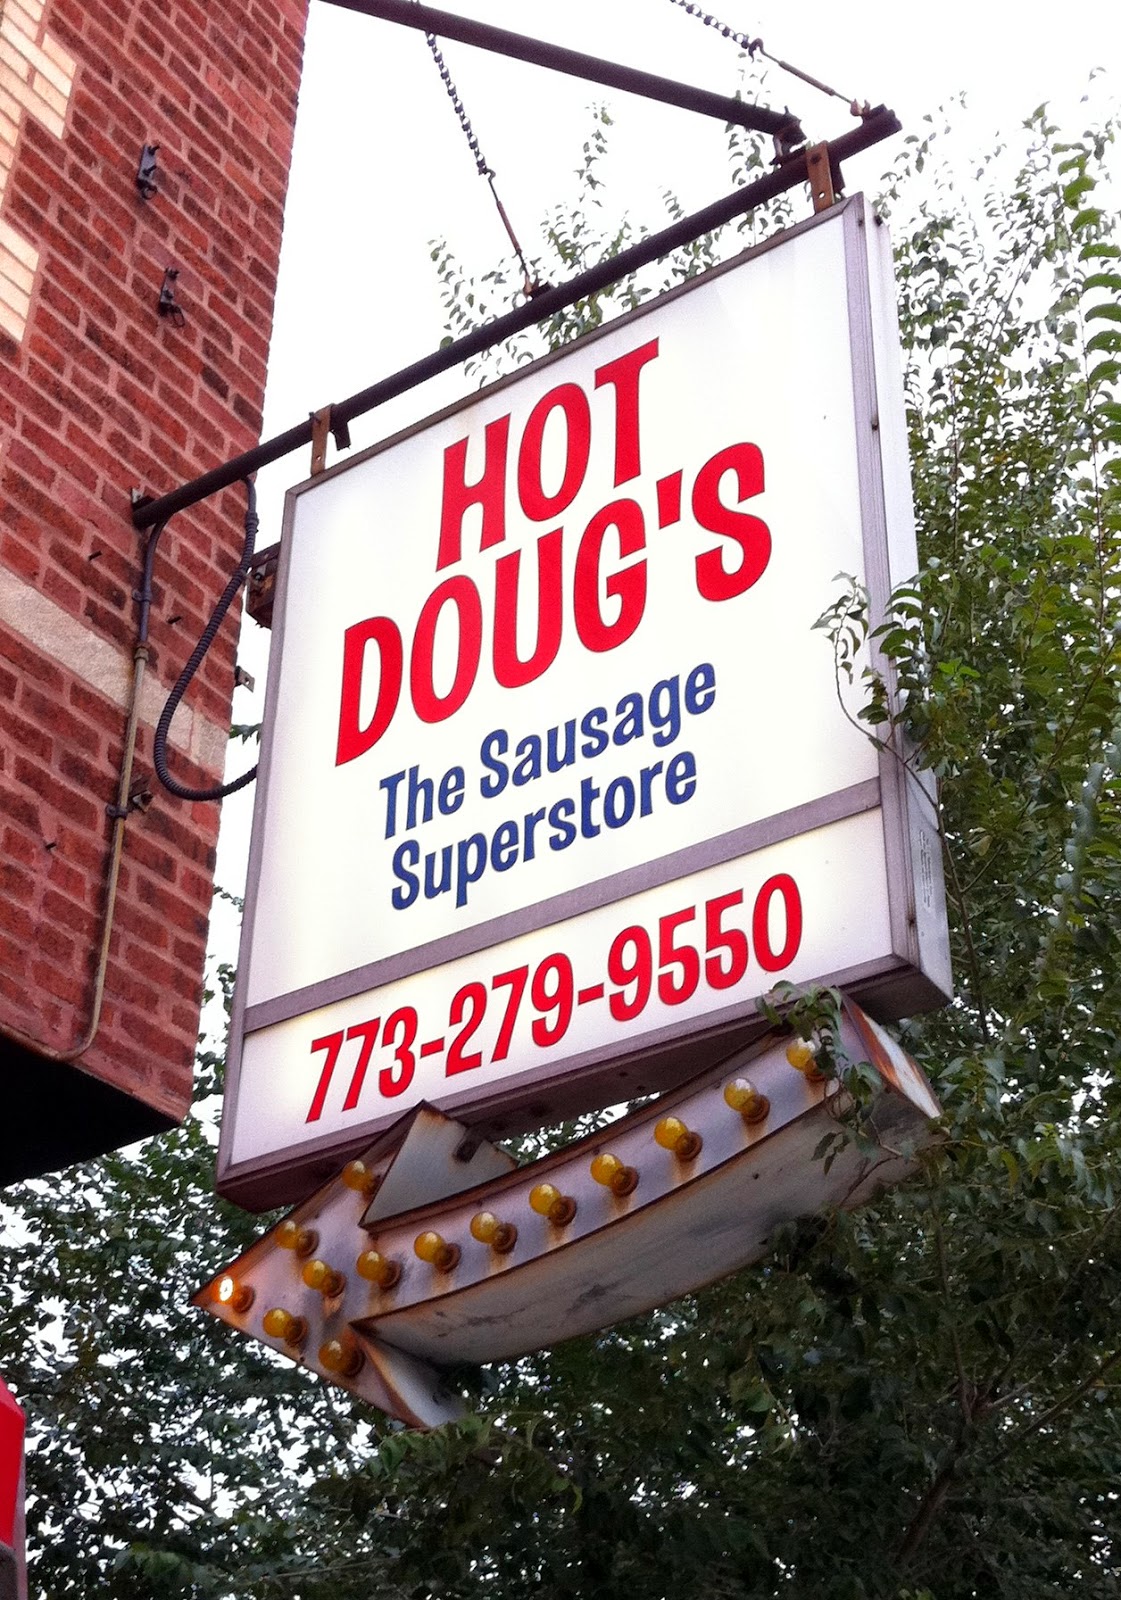 HOT
DOUG'S
The Sausage
Superstore
773-279-9550